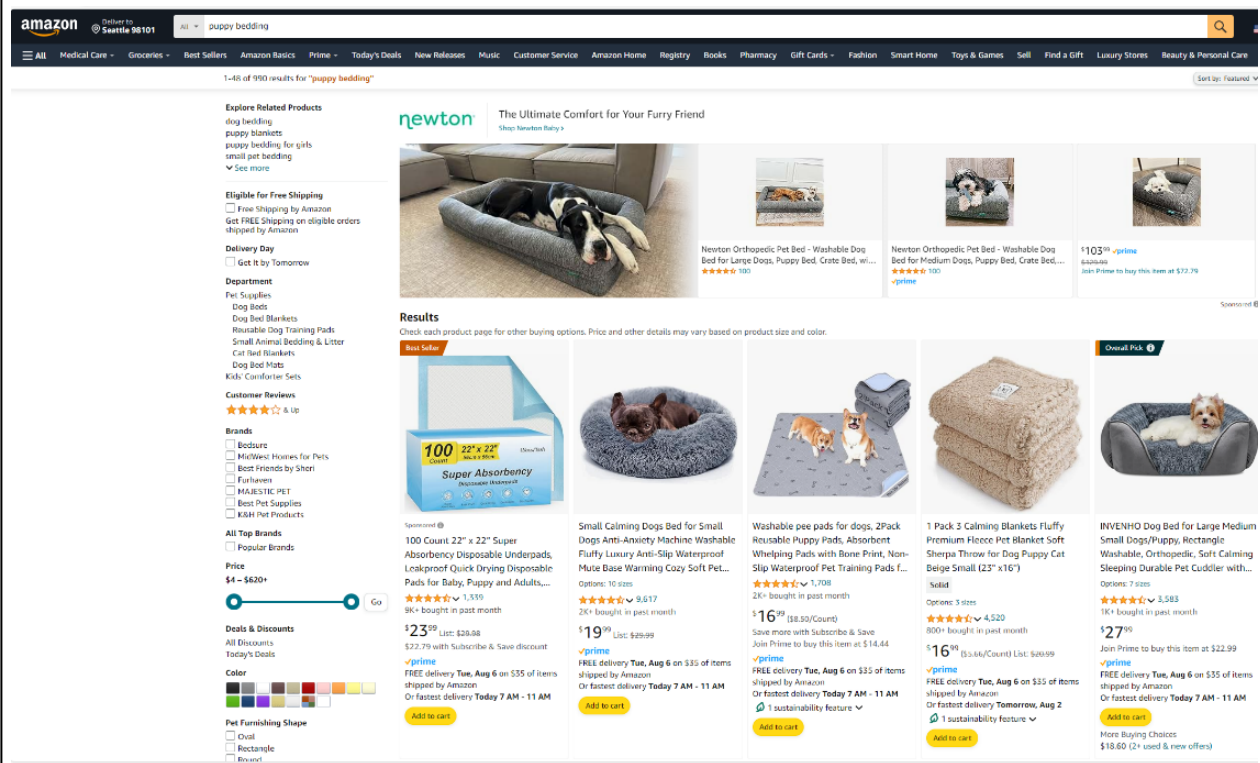 amazon
Deliver to
Seattle 98101
All
puppy bedding
All
Medical Care
Groceries
Best Sellers
Amazon Basics
Prime
Today's Deals
New Releases
Music
Customer Service
Amazon Home
Registry
Books
Pharmacy
Gift Cards
Fashion
Smart Home
Toys & Games
Sell
Find a Gift
Luxury Stores
Beauty & Personal Care
1-48 of 990 results for "puppy bedding"
Sort by: Featured
Explore Related Products
dog bedding
puppy blankets
puppy bedding for girls
small pet bedding
See more
Eligible for Free Shipping
Free Shipping by Amazon
Get FREE Shipping on eligible orders
shipped by Amazon
Delivery Day
Get It by Tomorrow
Department
Pet Supplies
Dog Beds
Dog Bed Blankets
Reusable Dog Training Pads
Small Animal Bedding & Litter
Cat Bed Blankets
Dog Bed Mats
Kids' Comforter Sets
Customer Reviews
& Up
Brands
Bedsure
MidWest Homes for Pets
Best Friends by Sheri
Furhaven
MAJESTIC PET
Best Pet Supplies
K&H Pet Products
All Top Brands
Popular Brands
Price
$4 – $620+
Go
Deals & Discounts
All Discounts
Today's Deals
Color
Pet Furnishing Shape
Oval
Rectangle
Round
newton
The Ultimate Comfort for Your Furry Friend
Shop Newton Baby
Newton Orthopedic Pet Bed - Washable Dog
Bed for Large Dogs, Puppy Bed, Crate Bed, wi...
100
Newton Orthopedic Pet Bed - Washable Dog
Bed for Medium Dogs, Puppy Bed, Crate Bed,...
100
prime
$103.99 prime
$129.99
Join Prime to buy this item at $72.79
Sponsored
Results
Check each product page for other buying options. Price and other details may vary based on product size and color.
Best Seller
100 Count
22" x 22"
Super Absorbency
Disposable Underpads
Sponsored
100 Count 22" x 22" Super
Absorbency Disposable Underpads,
Leakproof Quick Drying Disposable
Pads for Baby, Puppy and Adults,...
1,339
9K+ bought in past month
$23.99 List: $29.98
$22.79 with Subscribe & Save discount
prime
FREE delivery Tue, Aug 6 on $35 of items
shipped by Amazon
Or fastest delivery Today 7 AM - 11 AM
Add to cart
Small Calming Dogs Bed for Small
Dogs Anti-Anxiety Machine Washable
Fluffy Luxury Anti-Slip Waterproof
Mute Base Warming Cozy Soft Pet...
Options: 10 sizes
9,617
2K+ bought in past month
$19.99 List: $29.99
prime
FREE delivery Tue, Aug 6 on $35 of items
shipped by Amazon
Or fastest delivery Today 7 AM - 11 AM
Add to cart
Washable pee pads for dogs, 2Pack
Reusable Puppy Pads, Absorbent
Whelping Pads with Bone Print, Non-
Slip Waterproof Pet Training Pads f...
1,708
2K+ bought in past month
$16.99 ($8.50/Count)
Save more with Subscribe & Save
Join Prime to buy this item at $14.44
prime
FREE delivery Tue, Aug 6 on $35 of items
shipped by Amazon
Or fastest delivery Today 7 AM - 11 AM
1 sustainability feature
Add to cart
1 Pack 3 Calming Blankets Fluffy
Premium Fleece Pet Blanket Soft
Sherpa Throw for Dog Puppy Cat
Beige Small (23" x16")
Solid
Options: 3 sizes
4,520
800+ bought in past month
$16.99 ($5.66/Count) List: $20.99
prime
FREE delivery Tue, Aug 6 on $35 of items
shipped by Amazon
Or fastest delivery Tomorrow, Aug 2
1 sustainability feature
Add to cart
Overall Pick
INVENHO Dog Bed for Large Medium
Small Dogs/Puppy, Rectangle
Washable, Orthopedic, Soft Calming
Sleeping Durable Pet Cuddler with...
Options: 7 sizes
3,583
1K+ bought in past month
$27.99
Join Prime to buy this item at $22.99
prime
FREE delivery Tue, Aug 6 on $35 of items
shipped by Amazon
Or fastest delivery Today 7 AM - 11 AM
Add to cart
More Buying Choices
$18.60 (2+ used & new offers)